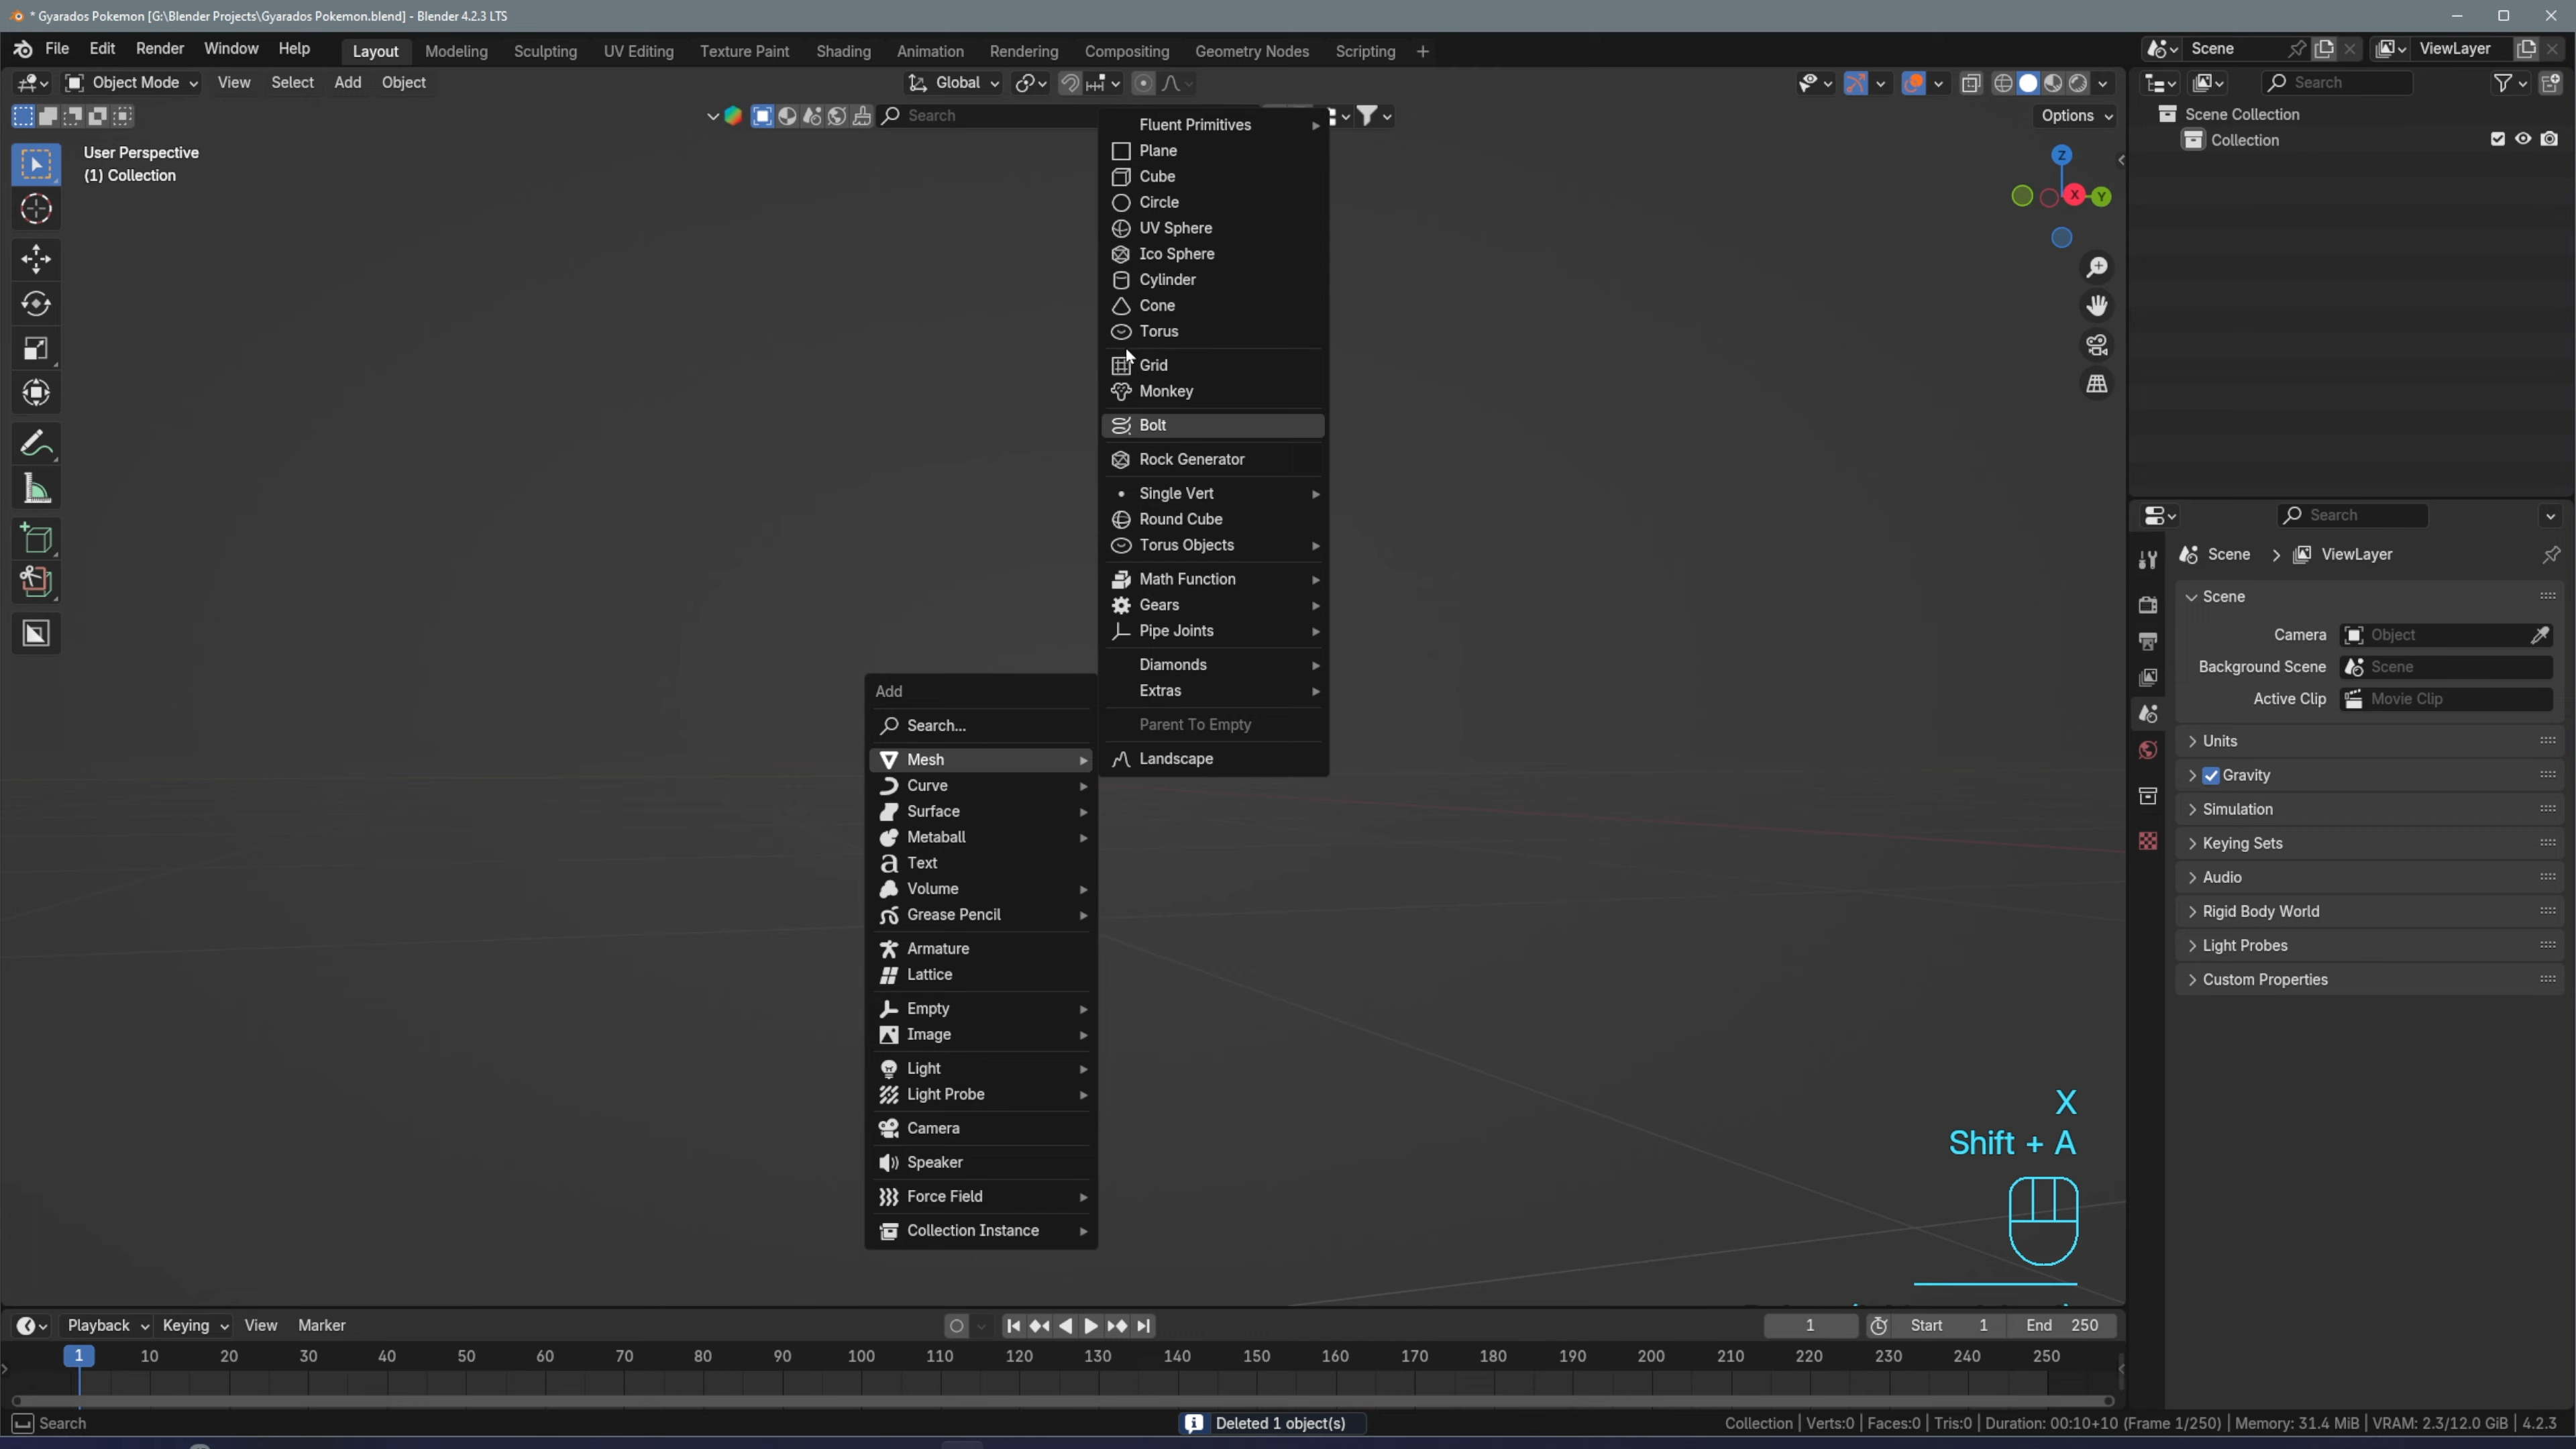 * Gyarados Pokemon [G:\Blender Projects\Gyarados Pokemon.blend] - Blender 4.2.3 LTS
File Edit Render Window Help Layout Modeling Sculpting UV Editing Texture Paint Shading Animation Rendering Compositing Geometry Nodes Scripting + Scene ViewLayer
Object Mode View Select Add Object Global Search
Search Options
User Perspective
(1) Collection
Scene Collection
Collection
Z
X
Y
Fluent Primitives
Plane
Cube
Circle
UV Sphere
Ico Sphere
Cylinder
Cone
Torus
Grid
Monkey
Bolt
Rock Generator
Single Vert
Round Cube
Torus Objects
Math Function
Gears
Pipe Joints
Diamonds
Extras
Parent To Empty
Landscape
Add
Search...
Mesh
Curve
Surface
Metaball
Text
Volume
Grease Pencil
Armature
Lattice
Empty
Image
Light
Light Probe
Camera
Speaker
Force Field
Collection Instance
Search
Scene ViewLayer
Scene
Camera Object
Background Scene Scene
Active Clip Movie Clip
Units
Gravity
Simulation
Keying Sets
Audio
Rigid Body World
Light Probes
Custom Properties
X
Shift + A
Playback Keying View Marker 1 Start 1 End 250
1 10 20 30 40 50 60 70 80 90 100 110 120 130 140 150 160 170 180 190 200 210 220 230 240 250
Search Deleted 1 object(s) Collection | Verts:0 | Faces:0 | Tris:0 | Duration: 00:10+10 (Frame 1/250) | Memory: 31.4 MiB | VRAM: 2.3/12.0 GiB | 4.2.3